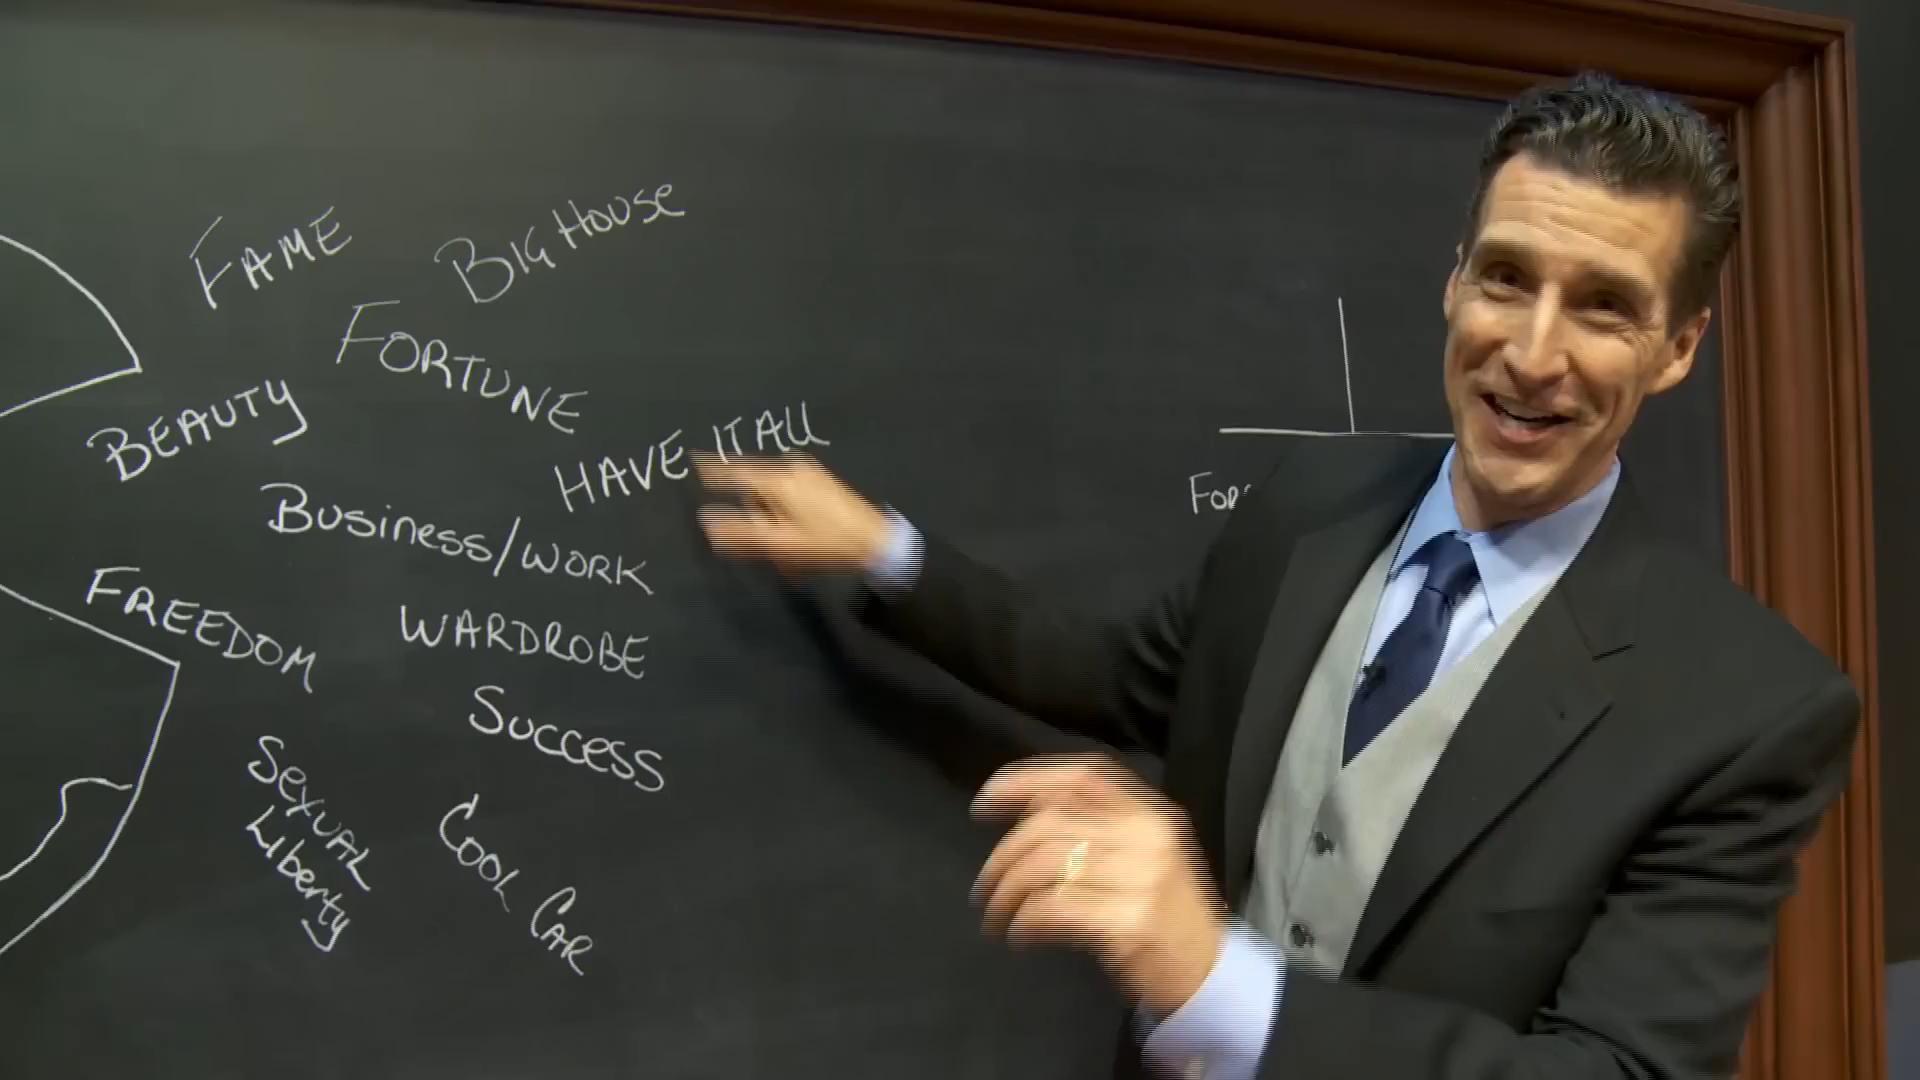 FAME
BIG HOUSE
FORTUNE
BEAUTY
HAVE IT ALL
Business/WORK
FREEDOM
WARDROBE
Success
Sexual
Liberty
Cool CAR